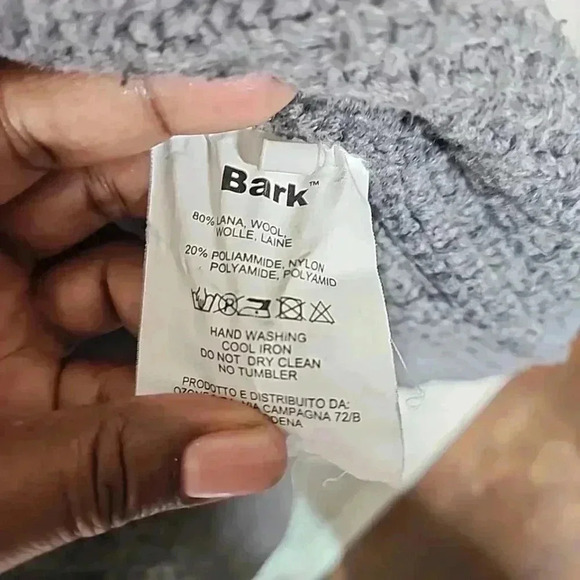 Bark™
80% LANA, WOOL,
WOLLE, LAINE
20% POLIAMMIDE, NYLON
POLYAMIDE, POLYAMID
HAND WASHING
COOL IRON
DO NOT DRY CLEAN
NO TUMBLER
PRODOTTO E DISTRIBUITO DA:
VIA CAMPAGNA 72/B